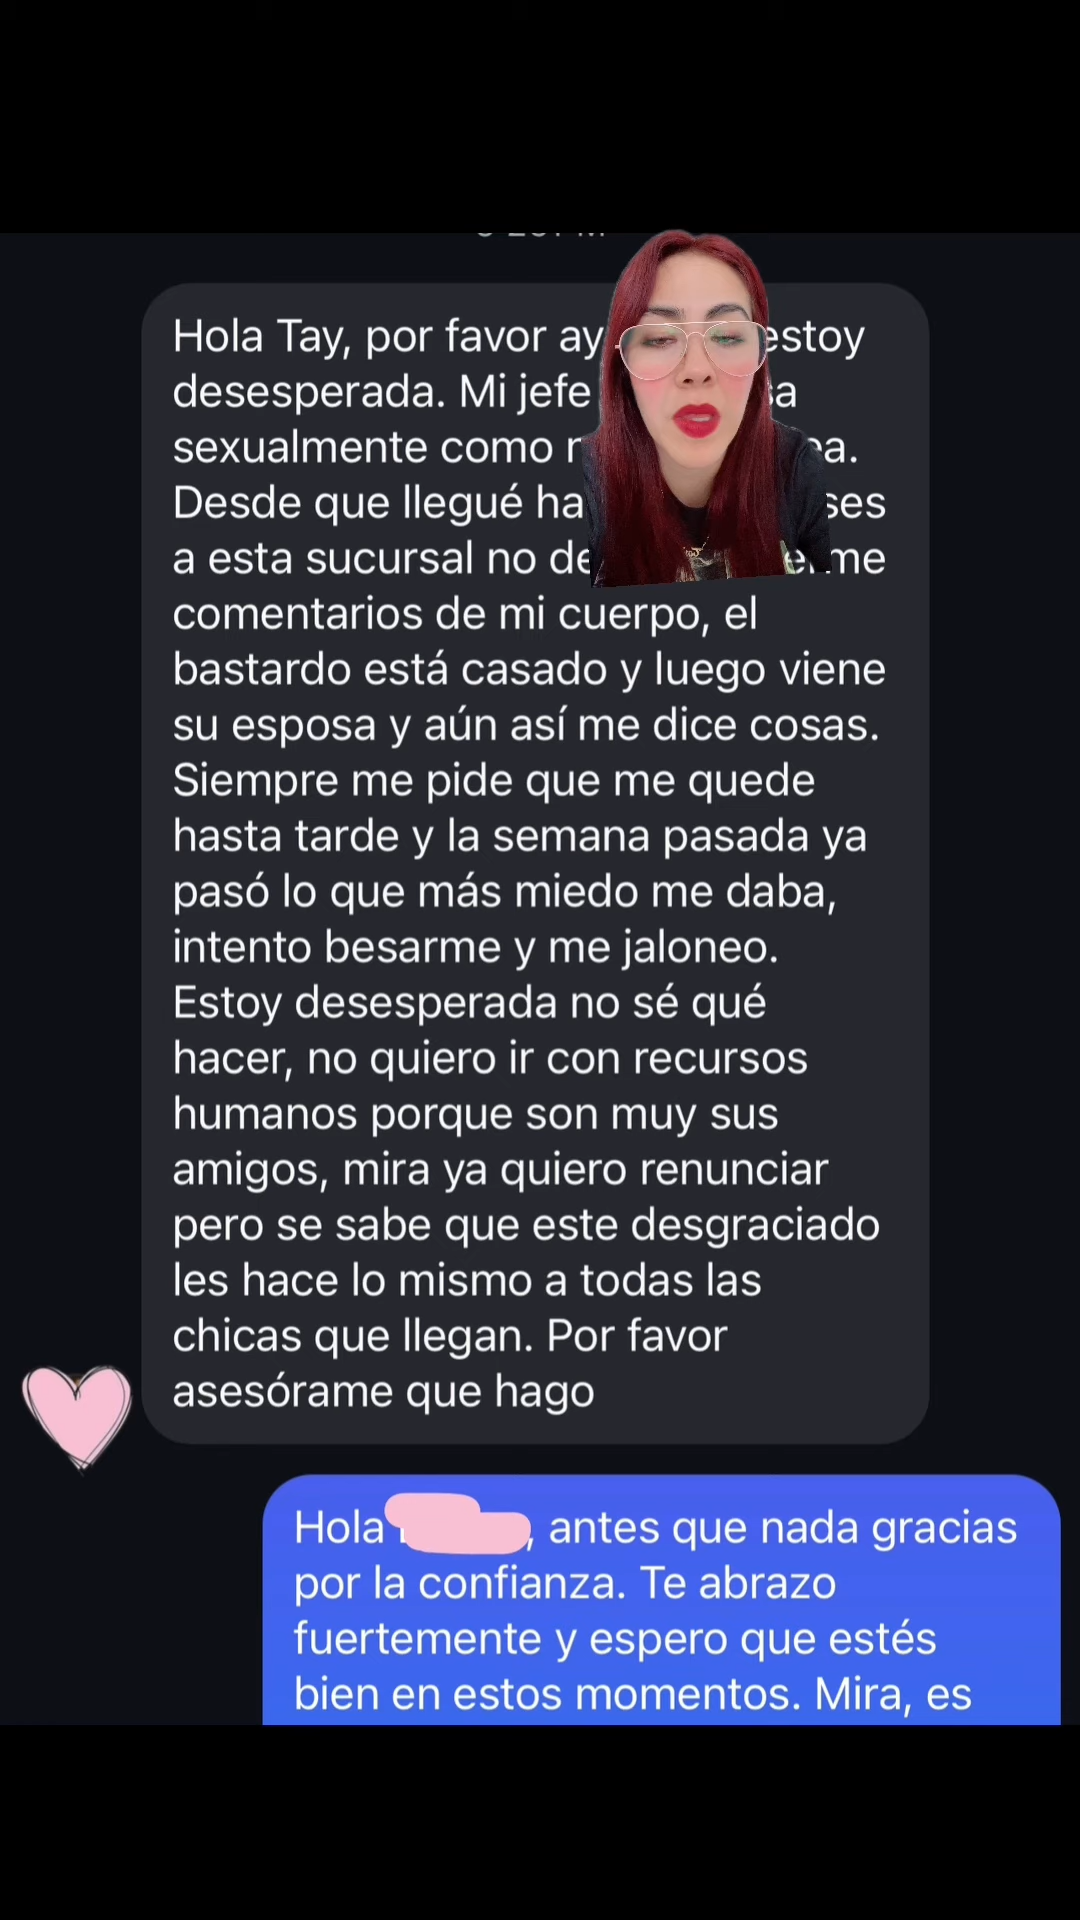 Hola Tay, por favor estoy
desesperada. Mi jefe
sexualmente como
Desde que llegué
a esta sucursal no
comentarios de mi cuerpo, el
bastardo está casado y luego viene
su esposa y aún así me dice cosas.
Siempre me pide que me quede
hasta tarde y la semana pasada ya
pasó lo que más miedo me daba,
intento besarme y me jaloneo.
Estoy desesperada no sé qué
hacer, no quiero ir con recursos
humanos porque son muy sus
amigos, mira ya quiero renunciar
pero se sabe que este desgraciado
les hace lo mismo a todas las
chicas que llegan. Por favor
asesórame que hago
Hola , antes que nada gracias
por la confianza. Te abrazo
fuertemente y espero que estés
bien en estos momentos. Mira, es